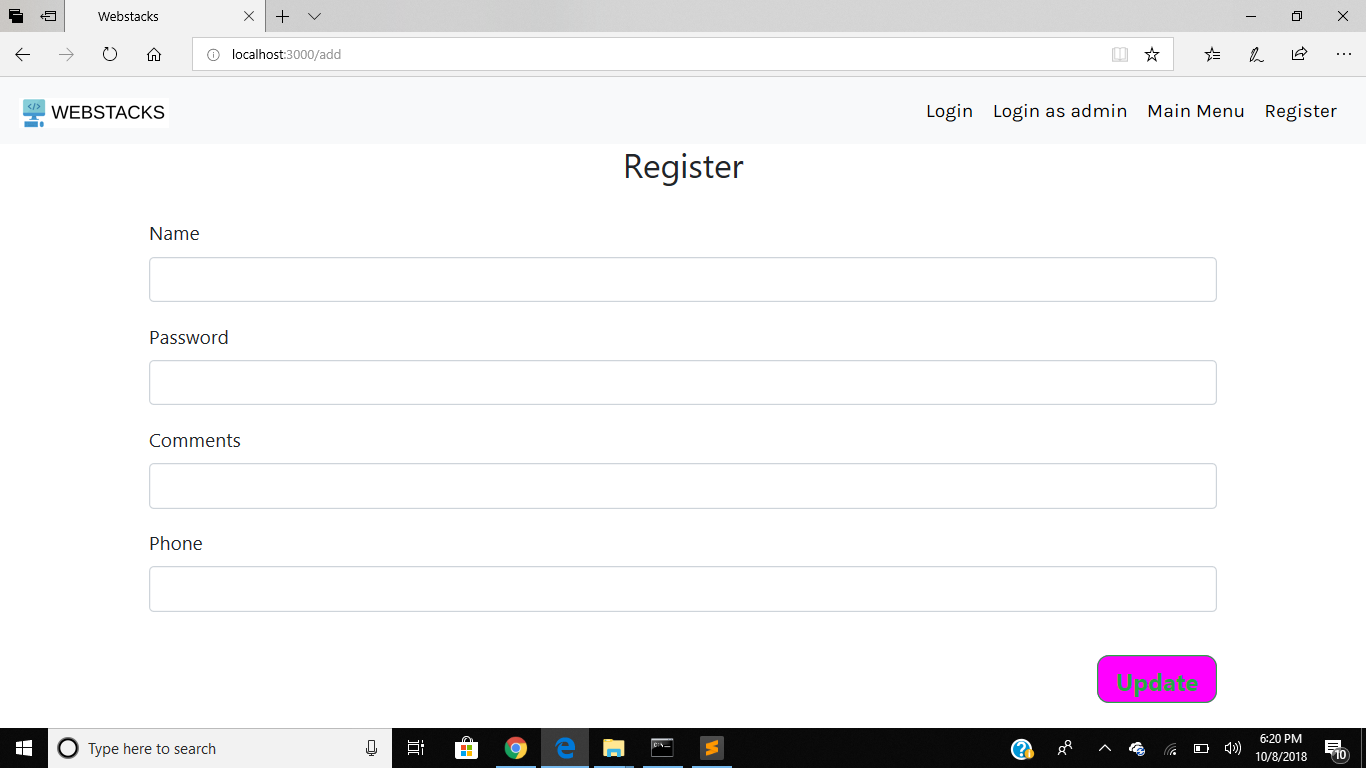 Webstacks
localhost:3000/add
WEBSTACKS
Login Login as admin Main Menu Register
Register
Name
Password
Comments
Phone
Update
Type here to search
6:20 PM
10/8/2018
10